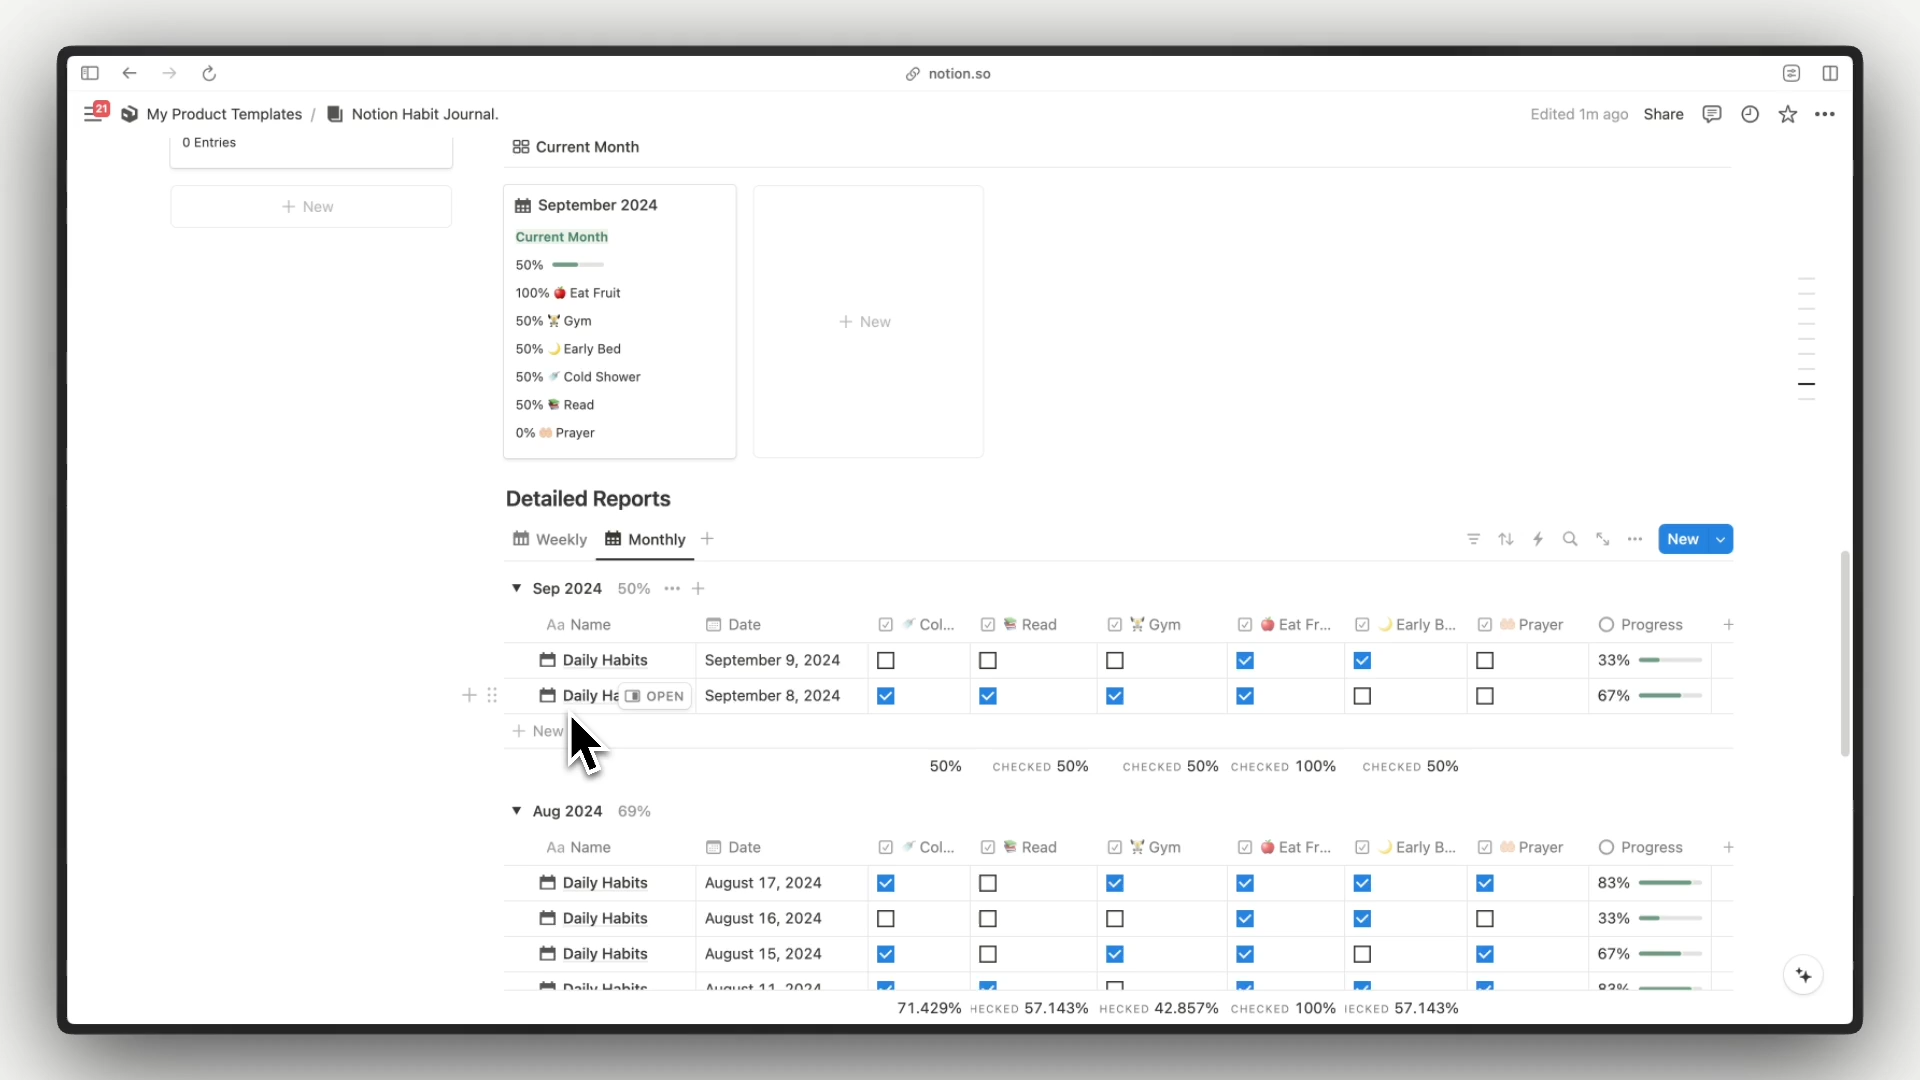 notion.so
21 My Product Templates / Notion Habit Journal. Edited 1m ago Share
0 Entries
+ New
Current Month
September 2024
Current Month
50%
100% 🍎 Eat Fruit
50% 🏋️ Gym
50% 🌙 Early Bed
50% 🚿 Cold Shower
50% 📚 Read
0% 🤲🏻 Prayer
+ New
Detailed Reports
Weekly Monthly + New
Sep 2024 50% ••• +
Aa Name Date 🚿 Col... 📚 Read 🏋️ Gym 🍎 Eat Fr... 🌙 Early B... 🤲🏻 Prayer Progress +
Daily Habits September 9, 2024 33%
Daily Ha OPEN September 8, 2024 67%
+ New
50% CHECKED 50% CHECKED 50% CHECKED 100% CHECKED 50%
Aug 2024 69%
Aa Name Date 🚿 Col... 📚 Read 🏋️ Gym 🍎 Eat Fr... 🌙 Early B... 🤲🏻 Prayer Progress +
Daily Habits August 17, 2024 83%
Daily Habits August 16, 2024 33%
Daily Habits August 15, 2024 67%
Daily Habits August 11, 2024 83%
71.429% HECKED 57.143% HECKED 42.857% CHECKED 100% IECKED 57.143%